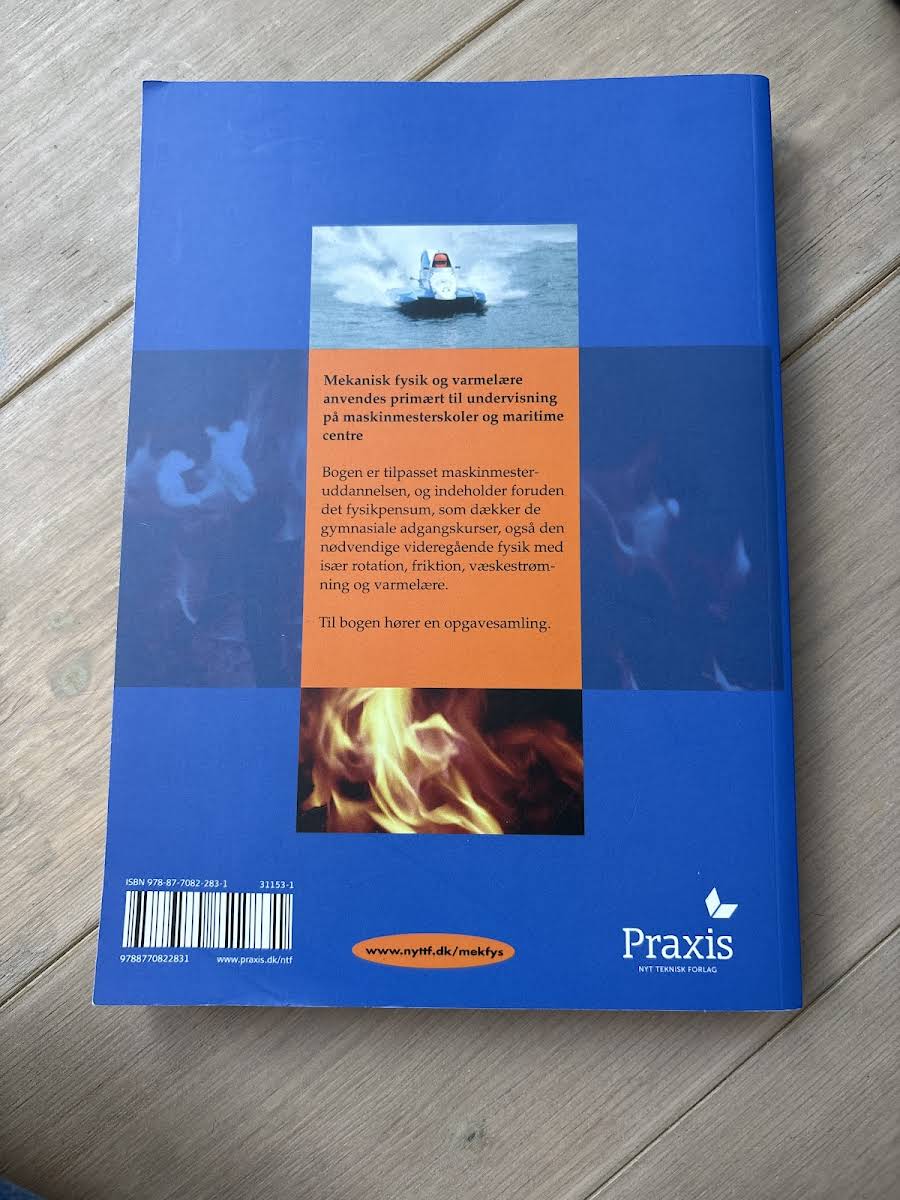 Mekanisk fysik og varmelære
anvendes primært til undervisning
på maskinmesterskoler og maritime
centre
Bogen er tilpasset maskinmester-
uddannelsen, og indeholder foruden
det fysikpensum, som dækker de
gymnasiale adgangskurser, også den
nødvendige videregående fysik med
især rotation, friktion, væskestrøm-
ning og varmelære.
Til bogen hører en opgavesamling.
ISBN 978-87-7082-283-1 31153-1
9788770822831 www.praxis.dk/ntf
www.nyttf.dk/mekfys
Praxis
NYT TEKNISK FORLAG